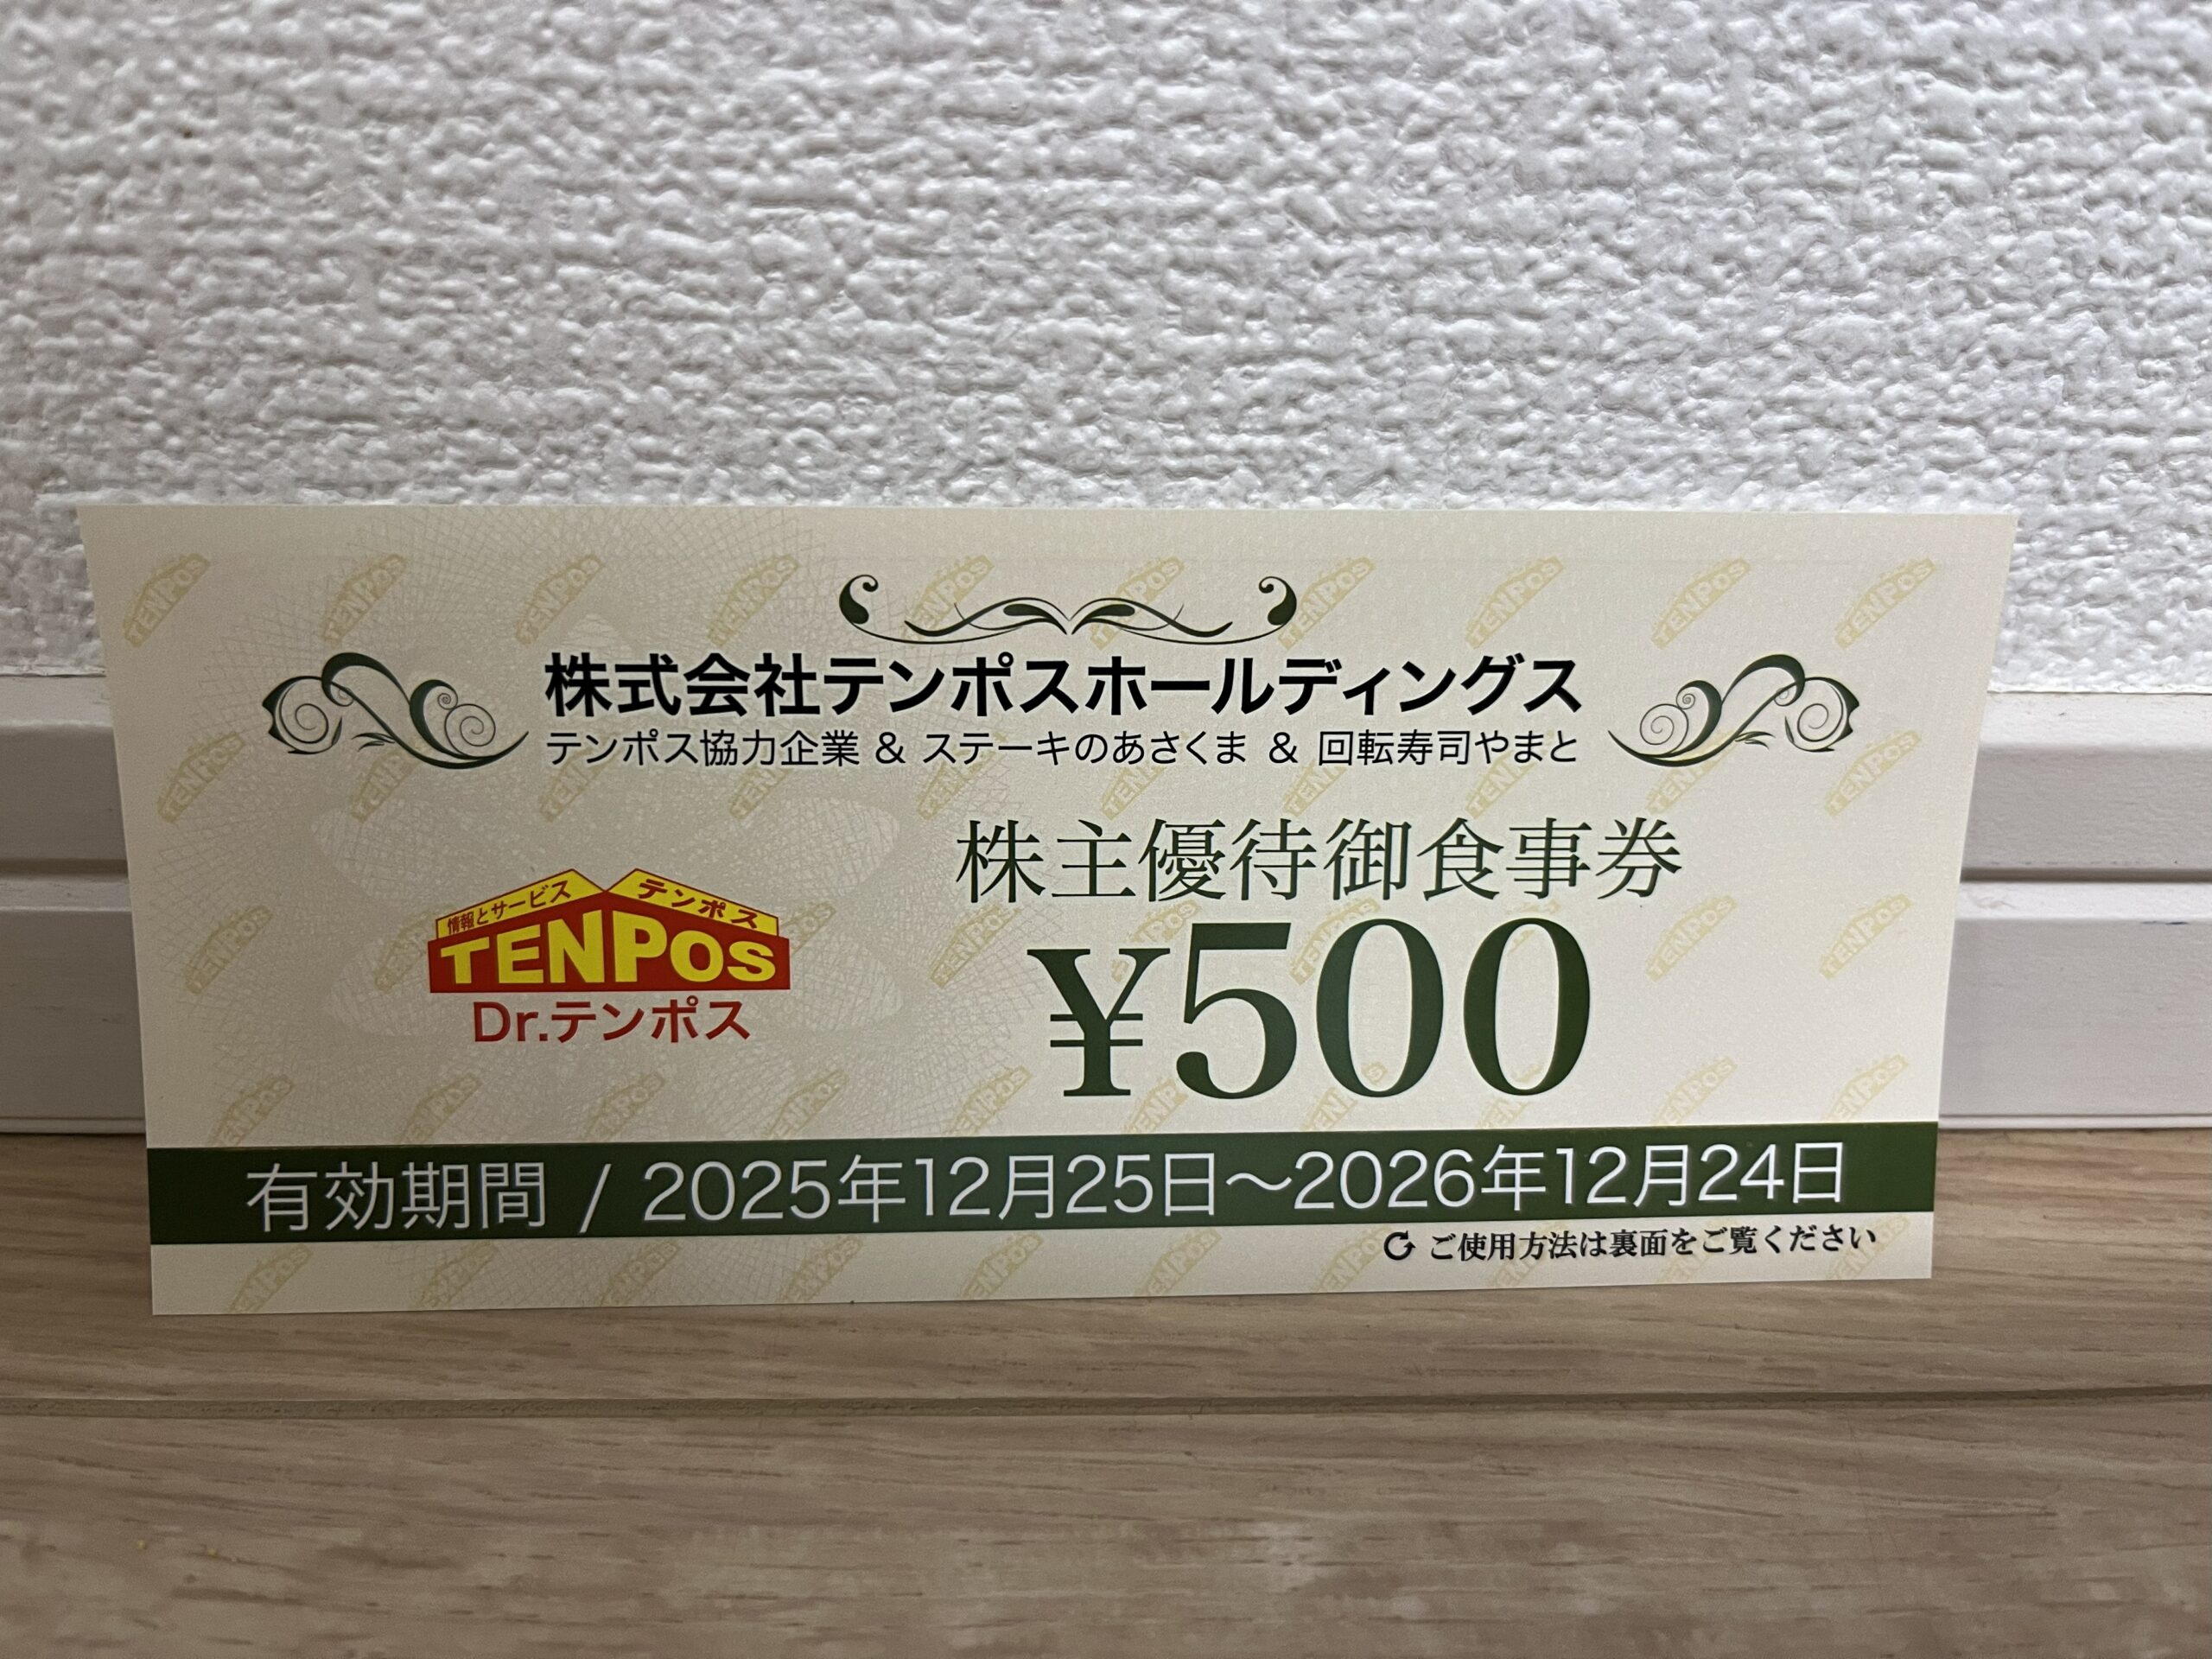 株式会社テンポスホールディングス
テンポス協力企業 & ステーキのあさくま & 回転寿司やまと
株主優待御食事券
¥500
情報とサービス テンポス
TENPOS
Dr.テンポス
有効期間 / 2025年12月25日〜2026年12月24日
ご使用方法は裏面をご覧ください